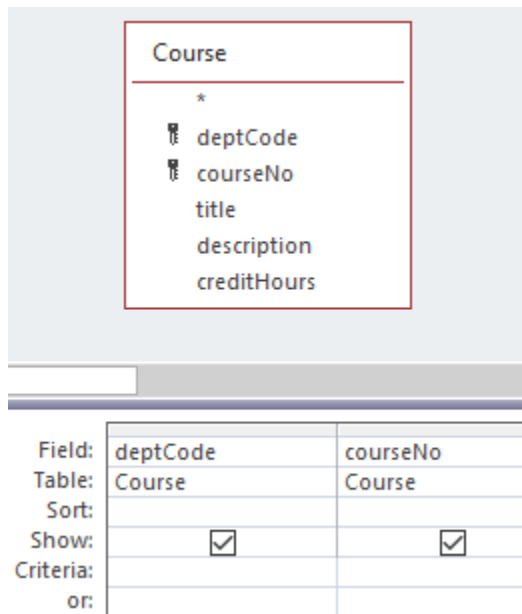 Course
*
deptCode
courseNo
title
description
creditHours
Field: deptCode courseNo
Table: Course Course
Sort:
Show:
Criteria:
or: